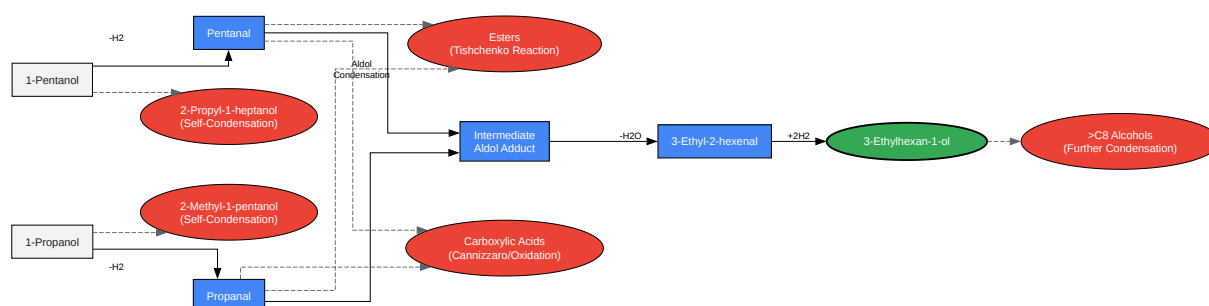 -H2
Pentanal
Esters
(Tishchenko Reaction)
Aldol
Condensation
1-Pentanol
2-Propyl-1-heptanol
(Self-Condensation)
Intermediate
Aldol Adduct
-H2O
3-Ethyl-2-hexenal
+2H2
3-Ethylhexan-1-ol
>C8 Alcohols
(Further Condensation)
2-Methyl-1-pentanol
(Self-Condensation)
1-Propanol
Carboxylic Acids
(Cannizzaro/Oxidation)
-H2
Propanal